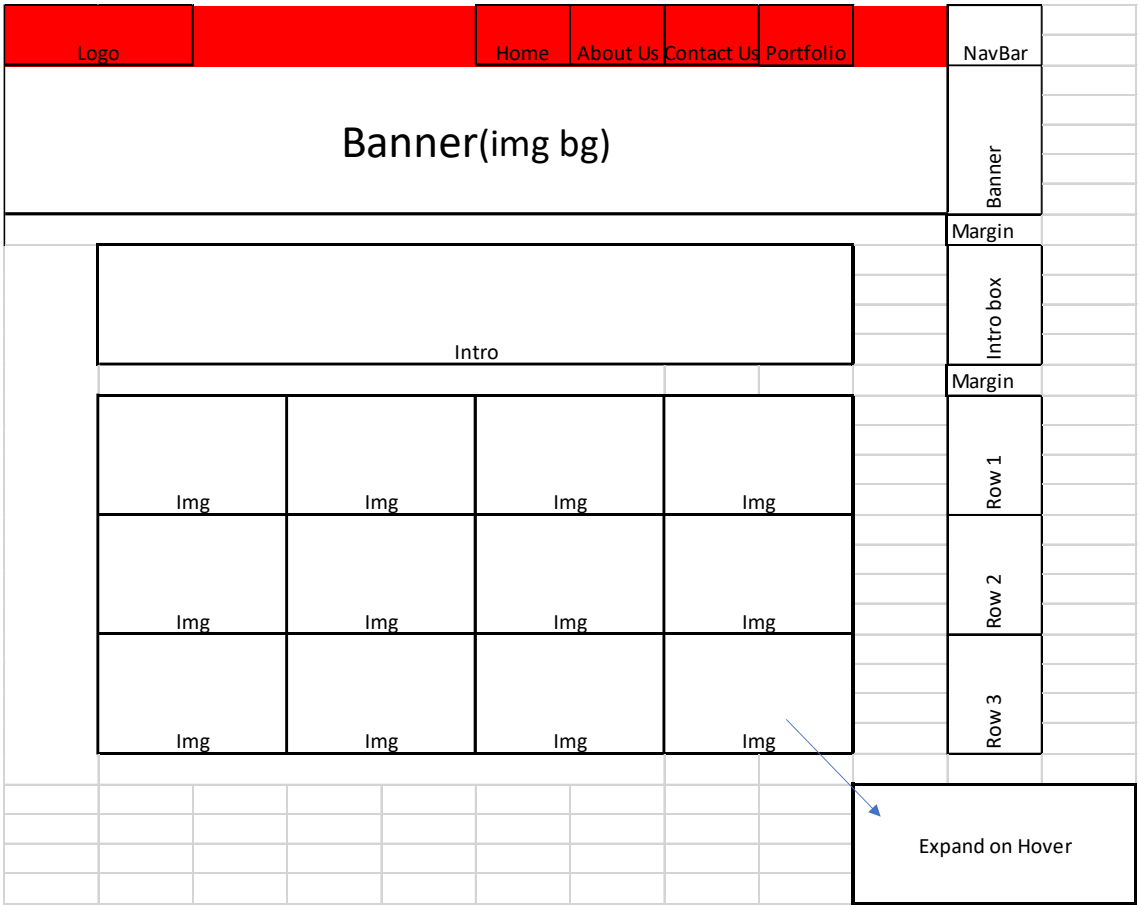 Logo
Home
About Us
Contact Us
Portfolio
NavBar
Banner(img bg)
Banner
Margin
Intro
Intro box
Margin
Img
Img
Img
Img
Row 1
Img
Img
Img
Img
Row 2
Img
Img
Img
Img
Row 3
Expand on Hover